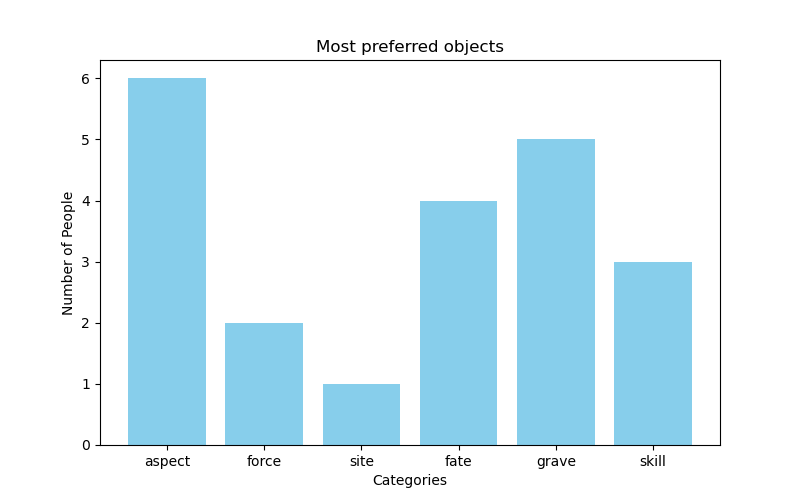 Most preferred objects
Number of People
6
5
4
3
2
1
0
aspect force site fate grave skill
Categories